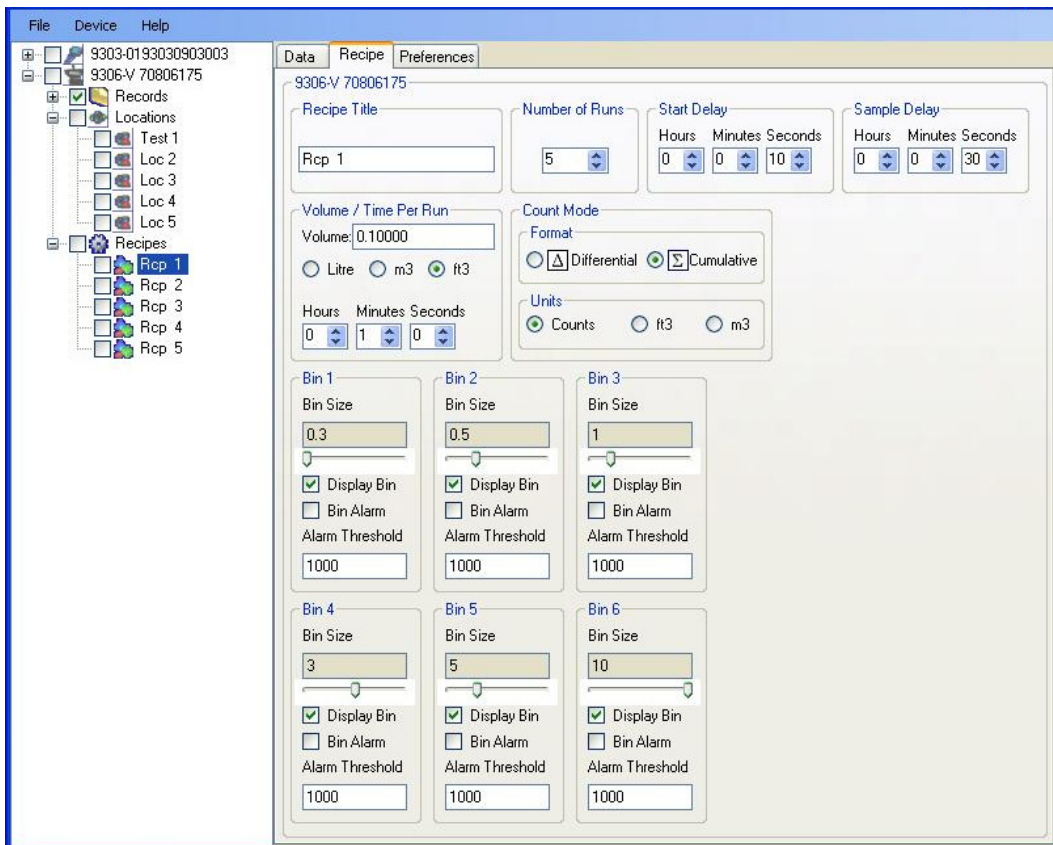 File Device Help
9303-0193030903003
9306-V 70806175
Records
Locations
Test 1
Loc 2
Loc 3
Loc 4
Loc 5
Recipes
Rcp 1
Rcp 2
Rcp 3
Rcp 4
Rcp 5
Data Recipe Preferences
9306-V 70806175
Recipe Title
Rcp 1
Number of Runs
5
Start Delay
Hours Minutes Seconds
0 0 10
Sample Delay
Hours Minutes Seconds
0 0 30
Volume / Time Per Run
Volume: 0.10000
Litre m3 ft3
Hours Minutes Seconds
0 1 0
Count Mode
Format
Δ Differential Σ Cumulative
Units
Counts ft3 m3
Bin 1
Bin Size
0.3
Display Bin
Bin Alarm
Alarm Threshold
1000
Bin 2
Bin Size
0.5
Display Bin
Bin Alarm
Alarm Threshold
1000
Bin 3
Bin Size
1
Display Bin
Bin Alarm
Alarm Threshold
1000
Bin 4
Bin Size
3
Display Bin
Bin Alarm
Alarm Threshold
1000
Bin 5
Bin Size
5
Display Bin
Bin Alarm
Alarm Threshold
1000
Bin 6
Bin Size
10
Display Bin
Bin Alarm
Alarm Threshold
1000